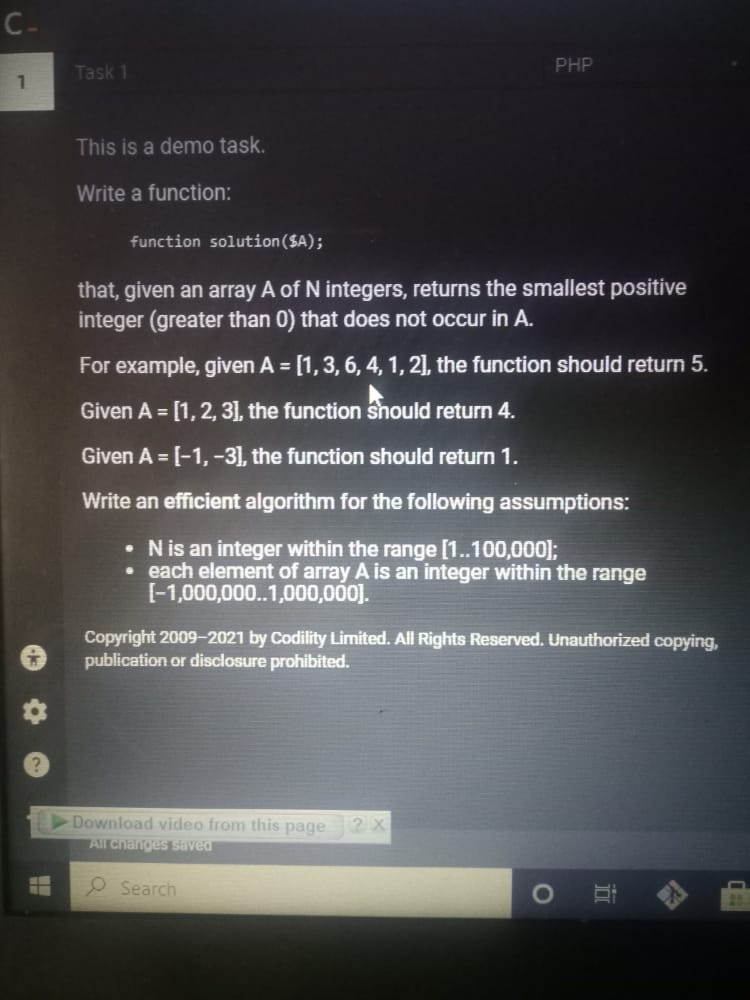 C-
1
Task 1
PHP
This is a demo task.
Write a function:
function solution($A);
that, given an array A of N integers, returns the smallest positive
integer (greater than 0) that does not occur in A.
For example, given A = [1, 3, 6, 4, 1, 2], the function should return 5.
Given A = [1, 2, 3], the function should return 4.
Given A = [−1, −3], the function should return 1.
Write an efficient algorithm for the following assumptions:
• N is an integer within the range [1..100,000];
• each element of array A is an integer within the range
[−1,000,000..1,000,000].
Copyright 2009–2021 by Codility Limited. All Rights Reserved. Unauthorized copying,
publication or disclosure prohibited.
?
Download video from this page ? X
All changes saved
Search